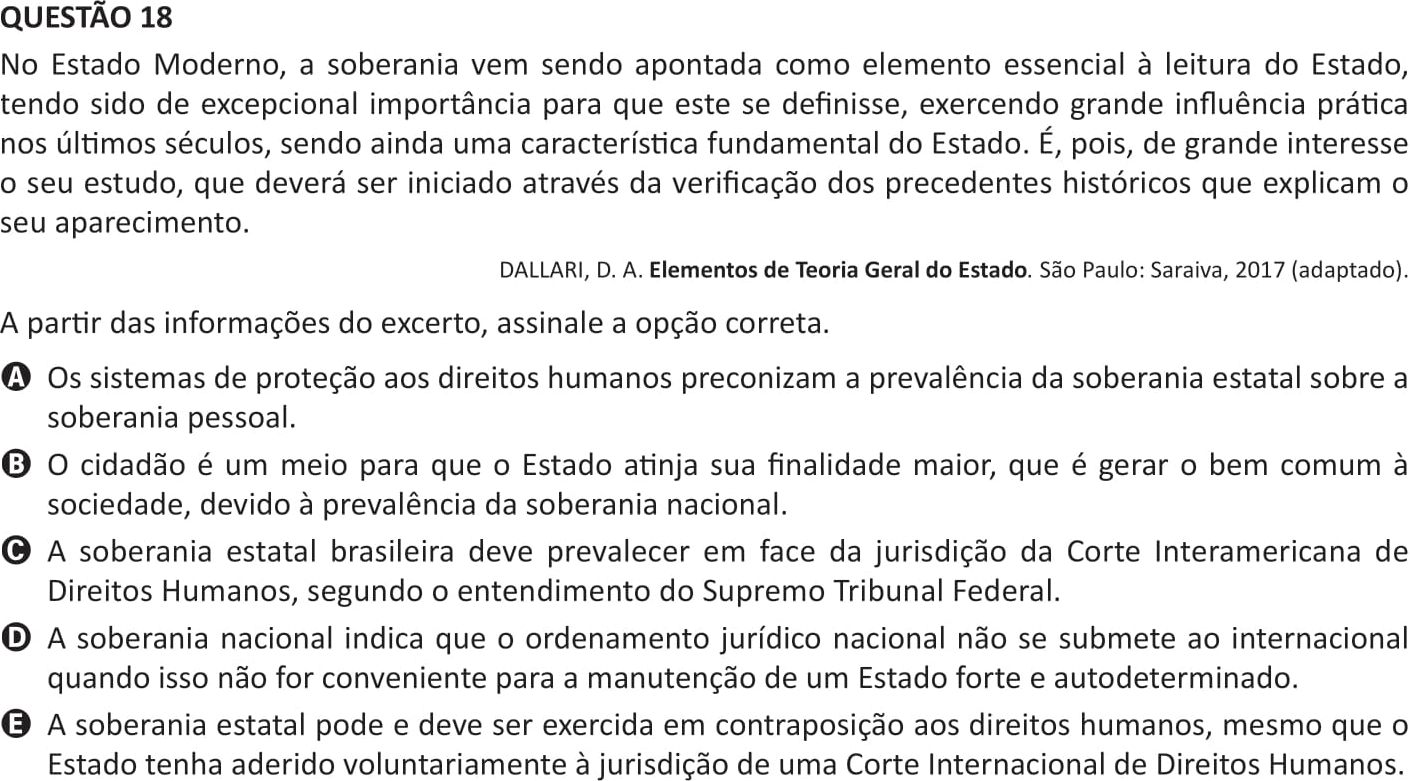 QUESTÃO 18
No Estado Moderno, a soberania vem sendo apontada como elemento essencial à leitura do Estado,
tendo sido de excepcional importância para que este se definisse, exercendo grande influência prática
nos últimos séculos, sendo ainda uma característica fundamental do Estado. É, pois, de grande interesse
o seu estudo, que deverá ser iniciado através da verificação dos precedentes históricos que explicam o
seu aparecimento.
DALLARI, D. A. Elementos de Teoria Geral do Estado. São Paulo: Saraiva, 2017 (adaptado).
A partir das informações do excerto, assinale a opção correta.
A Os sistemas de proteção aos direitos humanos preconizam a prevalência da soberania estatal sobre a
soberania pessoal.
B O cidadão é um meio para que o Estado atinja sua finalidade maior, que é gerar o bem comum à
sociedade, devido à prevalência da soberania nacional.
C A soberania estatal brasileira deve prevalecer em face da jurisdição da Corte Interamericana de
Direitos Humanos, segundo o entendimento do Supremo Tribunal Federal.
D A soberania nacional indica que o ordenamento jurídico nacional não se submete ao internacional
quando isso não for conveniente para a manutenção de um Estado forte e autodeterminado.
E A soberania estatal pode e deve ser exercida em contraposição aos direitos humanos, mesmo que o
Estado tenha aderido voluntariamente à jurisdição de uma Corte Internacional de Direitos Humanos.